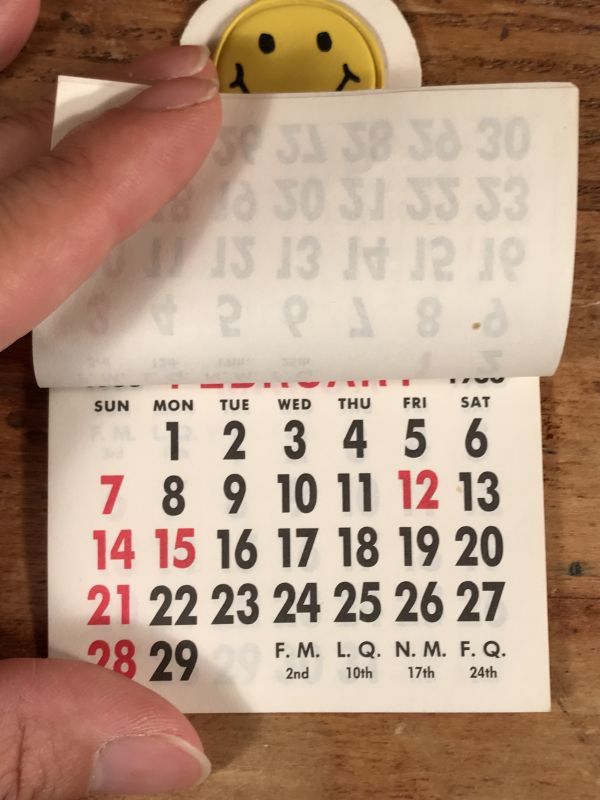 FEBRUARY
SUN MON TUE WED THU FRI SAT
1 2 3 4 5 6
7 8 9 10 11 12 13
14 15 16 17 18 19 20
21 22 23 24 25 26 27
28 29 F. M. L. Q. N. M. F. Q.
2nd 10th 17th 24th